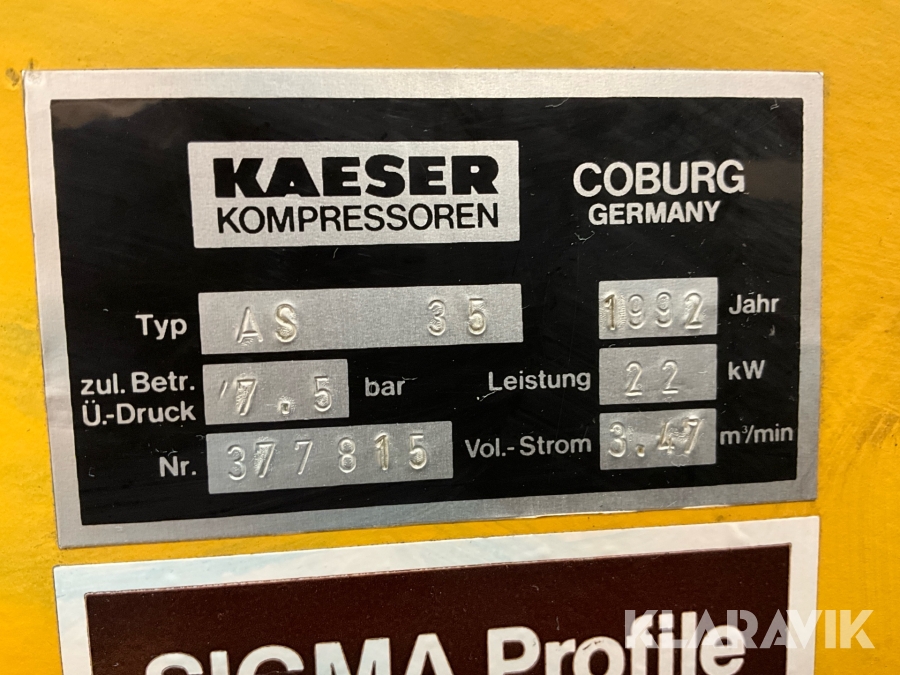 KAESER
KOMPRESSOREN
COBURG
GERMANY
Typ AS 35 1992 Jahr
zul. Betr.
Ü.-Druck 7.5 bar Leistung 22 kW
Nr. 377815 Vol.-Strom 3.47 m³/min
SIGMA Profile
KLARAVIK